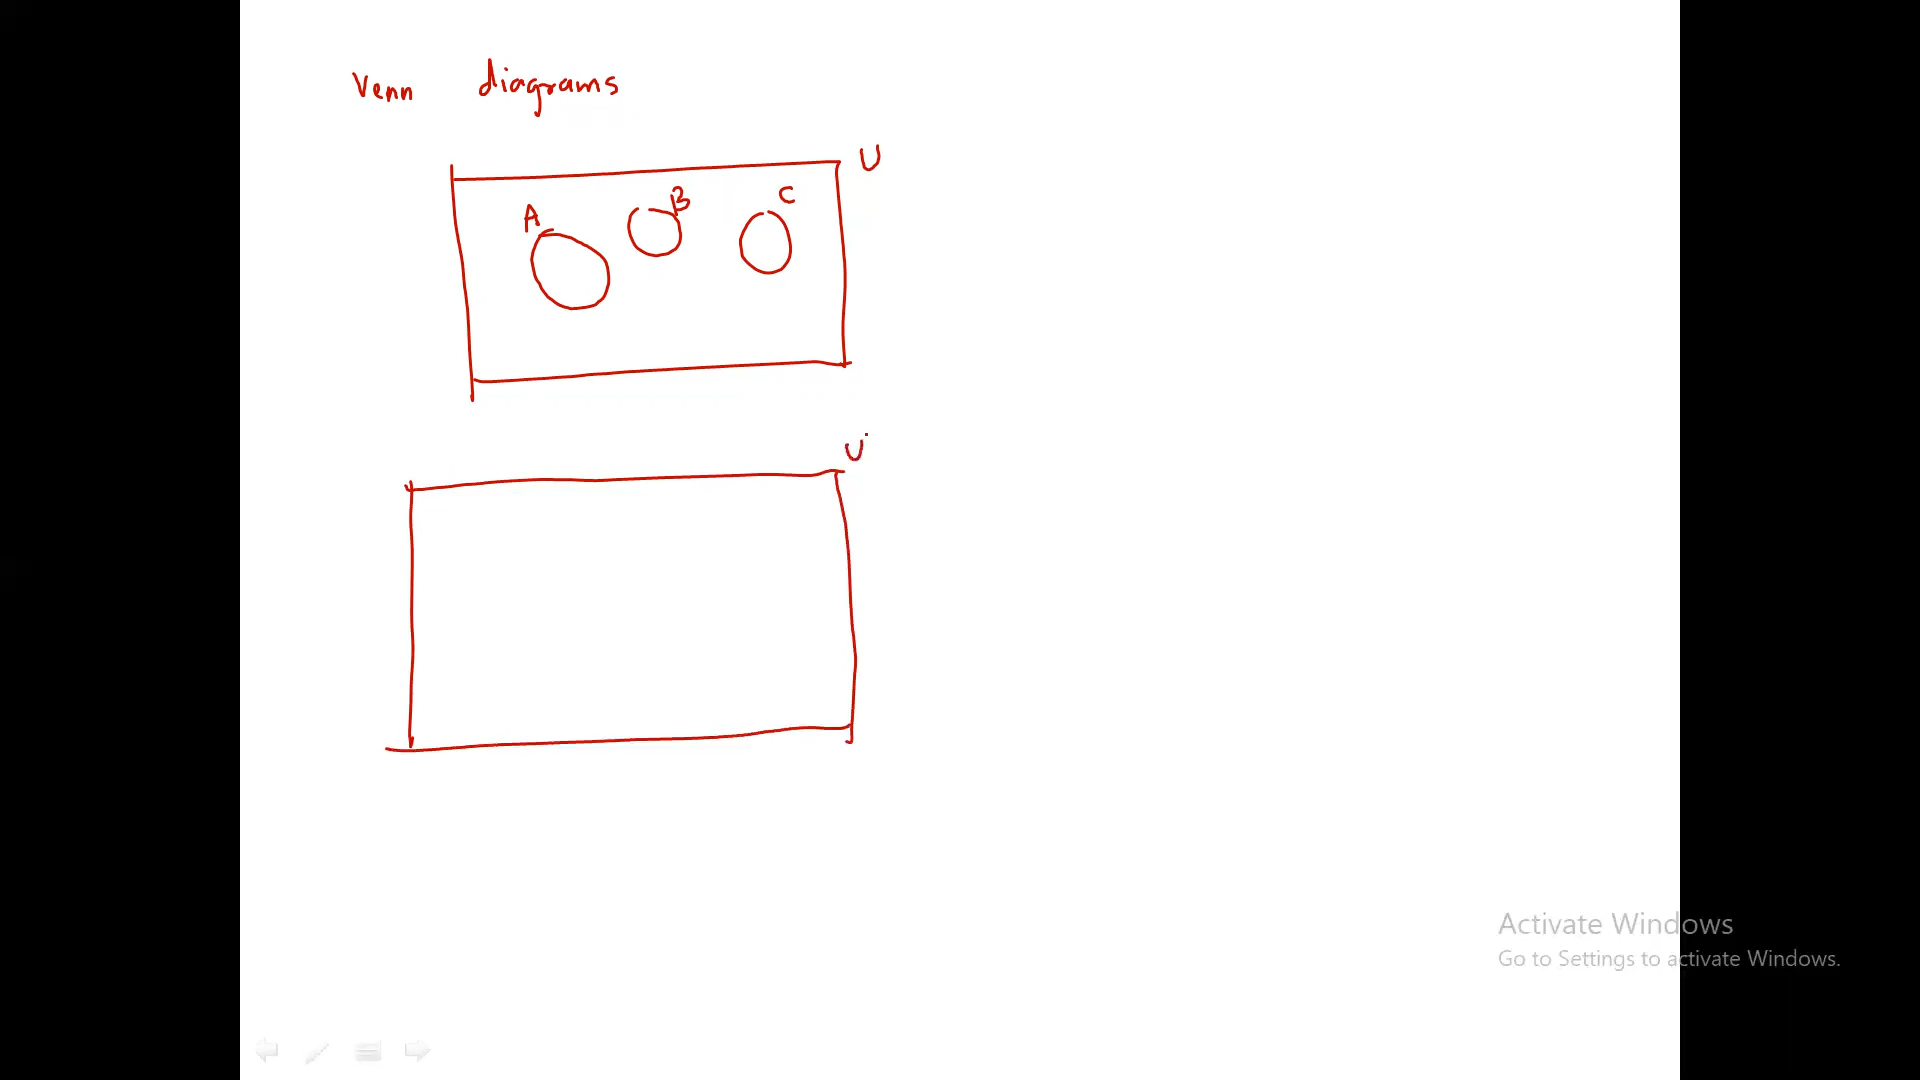 Venn diagrams
U
A B C
U
Activate Windows
Go to Settings to activate Windows.